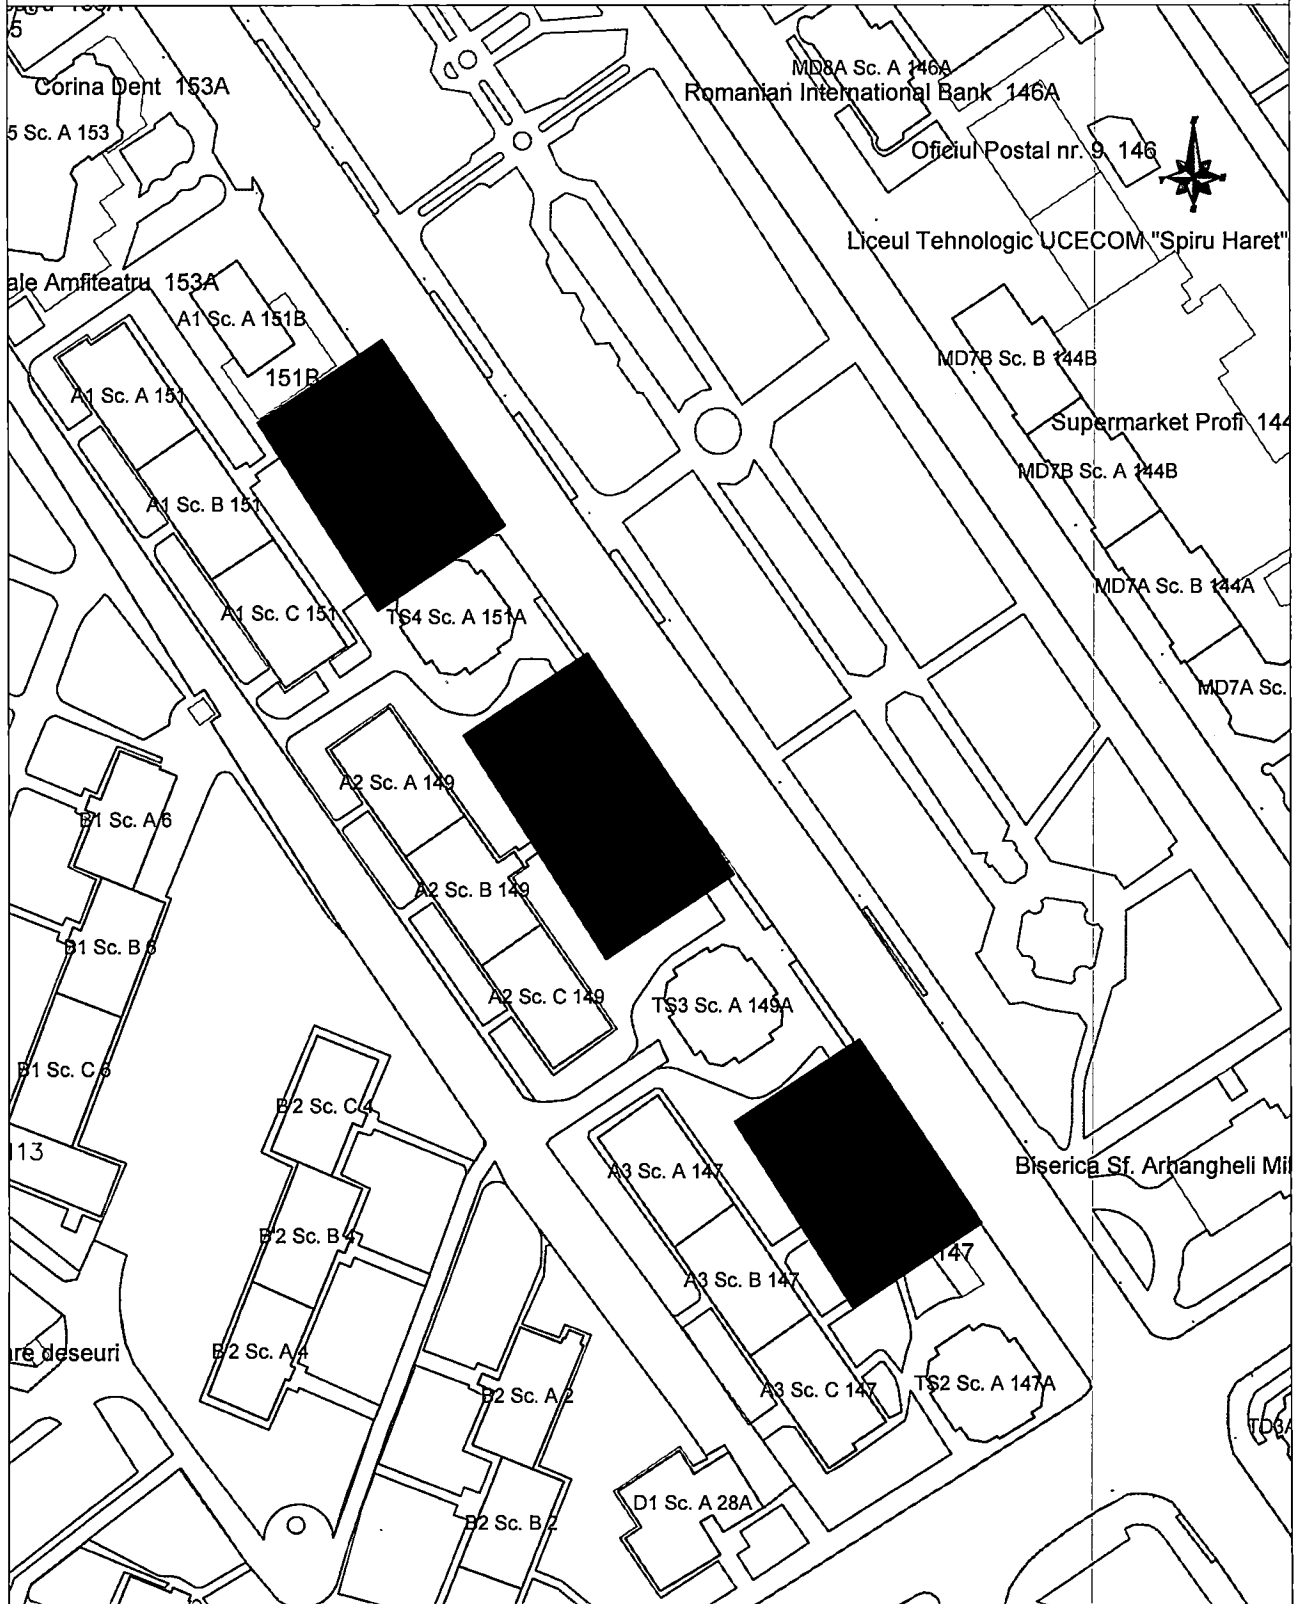 5
Corina Dent 153A
5 Sc. A 153
MD8A Sc. A 146A
Romanian International Bank 146A
Oficiul Postal nr. 9 146
Liceul Tehnologic UCECOM "Spiru Haret"
ale Amfiteatru 153A
A1 Sc. A 151B
151B
A1 Sc. A 151
MD7B Sc. B 144B
Supermarket Profi 144
MD7B Sc. A 144B
A1 Sc. B 151
MD7A Sc. B 144A
A1 Sc. C 151
TS4 Sc. A 151A
MD7A Sc.
A2 Sc. A 149
B1 Sc. A 6
A2 Sc. B 149
B1 Sc. B 6
A2 Sc. C 149
TS3 Sc. A 149A
B1 Sc. C 6
B2 Sc. C 4
113
A3 Sc. A 147
Biserica Sf. Arhangheli Mi
B2 Sc. B 4
147
A3 Sc. B 147
re deseuri
B2 Sc. A 4
B2 Sc. A 2
A3 Sc. C 147
TS2 Sc. A 147A
TD3A
D1 Sc. A 28A
B2 Sc. B 2